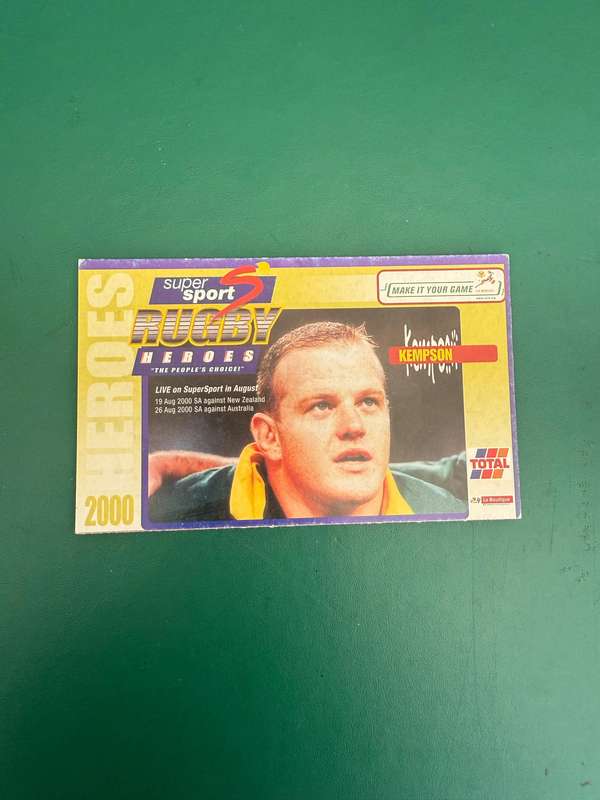 HEROES
2000
super
sport
RUGBY
HEROES
"THE PEOPLE'S CHOICE!"
LIVE on SuperSport in August
19 Aug 2000 SA against New Zealand
26 Aug 2000 SA against Australia
MAKE IT YOUR GAME
Kempson
KEMPSON
TOTAL
La Boutique